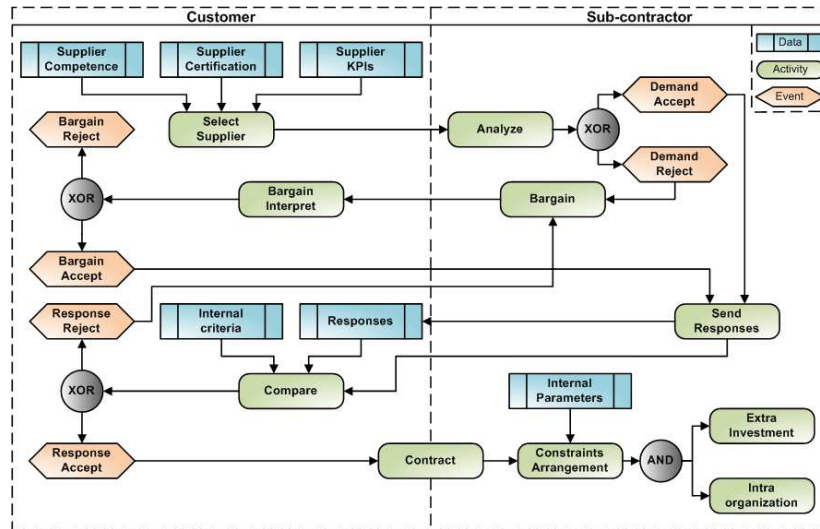 Customer
Sub-contractor
Supplier
Competence
Supplier
Certification
Supplier
KPIs
Data
Activity
Event
Bargain
Reject
Select
Supplier
Analyze
XOR
Demand
Accept
Demand
Reject
XOR
Bargain
Interpret
Bargain
Bargain
Accept
Response
Reject
Internal
criteria
Responses
Send
Responses
XOR
Compare
Internal
Parameters
Response
Accept
Contract
Constraints
Arrangement
AND
Extra
Investment
Intra
organization